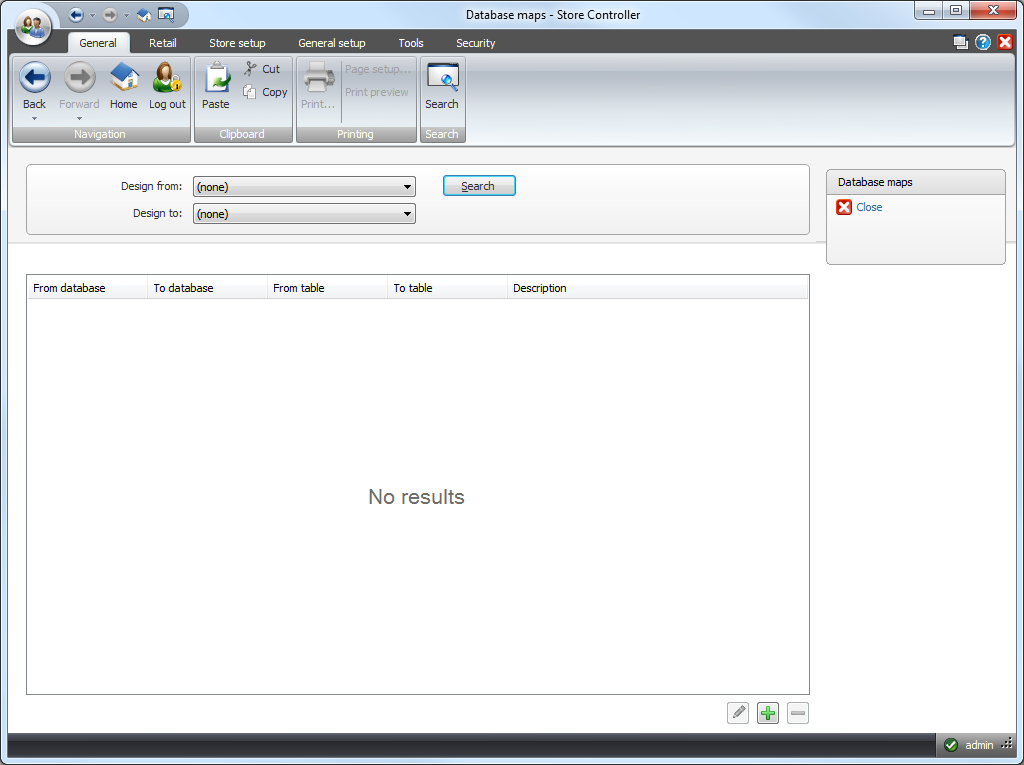 Database maps - Store Controller
General Retail Store setup General setup Tools Security
Back Forward Home Log out
Navigation
Paste Cut
Copy
Clipboard
Print... Page setup...
Print preview
Printing
Search
Search
Design from: (none) Search
Design to: (none)
Database maps
Close
From database To database From table To table Description
No results
admin